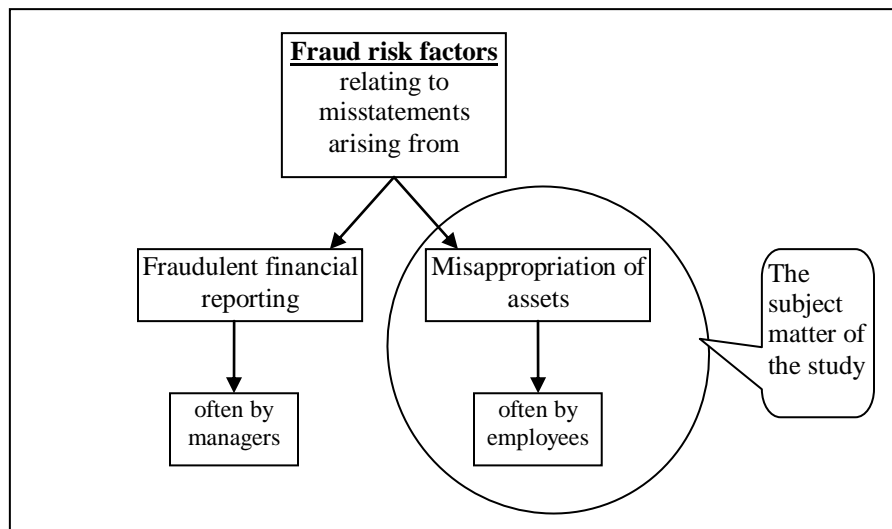 Fraud risk factors
relating to
misstatements
arising from
Fraudulent financial
reporting
Misappropriation of
assets
The
subject
matter of
the study
often by
managers
often by
employees